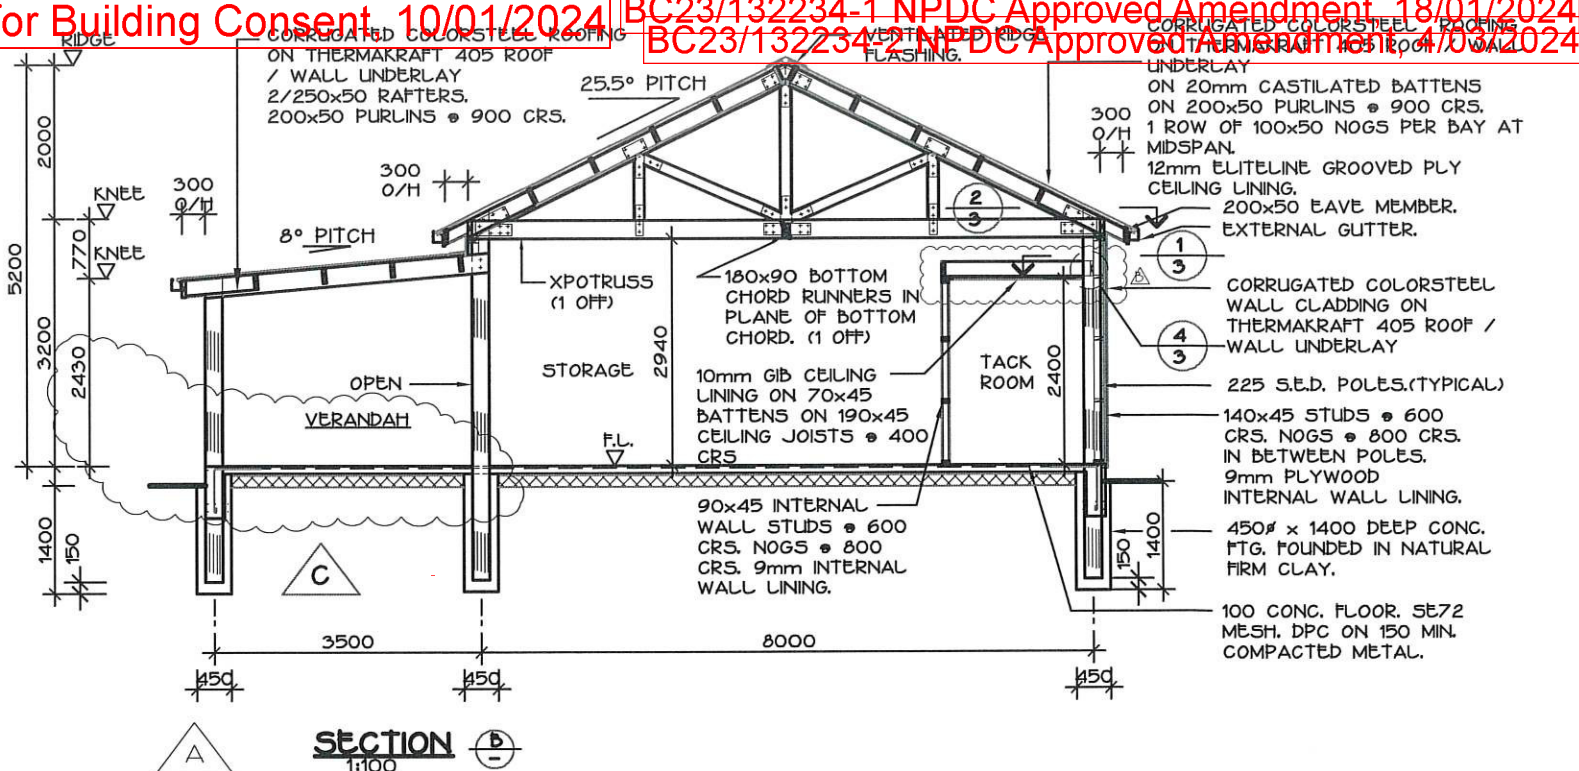 for Building Consent, 10/01/2024
BC23/132234-1 NPDC Approved Amendment, 18/01/2024
BC23/132234-2 NPDC Approved Amendment, 4/03/2024
RIDGE
CORRUGATED COLORSTEEL ROOFING
ON THERMAKRAFT 405 ROOF
/ WALL UNDERLAY
2/250x50 RAFTERS.
200x50 PURLINS @ 900 CRS.
25.5° PITCH
VENTILATED RIDGE
FLASHING.
CORRUGATED COLORSTEEL ROOFING
ON THERMAKRAFT 405 ROOF / WALL
UNDERLAY
ON 20mm CASTILATED BATTENS
ON 200x50 PURLINS @ 900 CRS.
1 ROW OF 100x50 NOGS PER BAY AT
MIDSPAN.
12mm ELITELINE GROOVED PLY
CEILING LINING.
200x50 EAVE MEMBER.
EXTERNAL GUTTER.
300
O/H
300
O/H
300
O/H
KNEE
KNEE
8° PITCH
2000
770
5200
3200
2430
1400
150
2
3
1
3
4
3
B
XPOTRUSS
(1 OFF)
180x90 BOTTOM
CHORD RUNNERS IN
PLANE OF BOTTOM
CHORD. (1 OFF)
CORRUGATED COLORSTEEL
WALL CLADDING ON
THERMAKRAFT 405 ROOF /
WALL UNDERLAY
STORAGE
2940
10mm GIB CEILING
LINING ON 70x45
BATTENS ON 190x45
CEILING JOISTS @ 400
CRS
TACK
ROOM
2400
225 S.E.D. POLES.(TYPICAL)
OPEN
VERANDAH
F.L.
140x45 STUDS @ 600
CRS. NOGS @ 800 CRS.
IN BETWEEN POLES.
9mm PLYWOOD
INTERNAL WALL LINING.
90x45 INTERNAL
WALL STUDS @ 600
CRS. NOGS @ 800
CRS. 9mm INTERNAL
WALL LINING.
450ø x 1400 DEEP CONC.
FTG. FOUNDED IN NATURAL
FIRM CLAY.
150
1400
C
100 CONC. FLOOR. SE72
MESH. DPC ON 150 MIN.
COMPACTED METAL.
3500
8000
450
450
450
A
SECTION
B
-
1:100